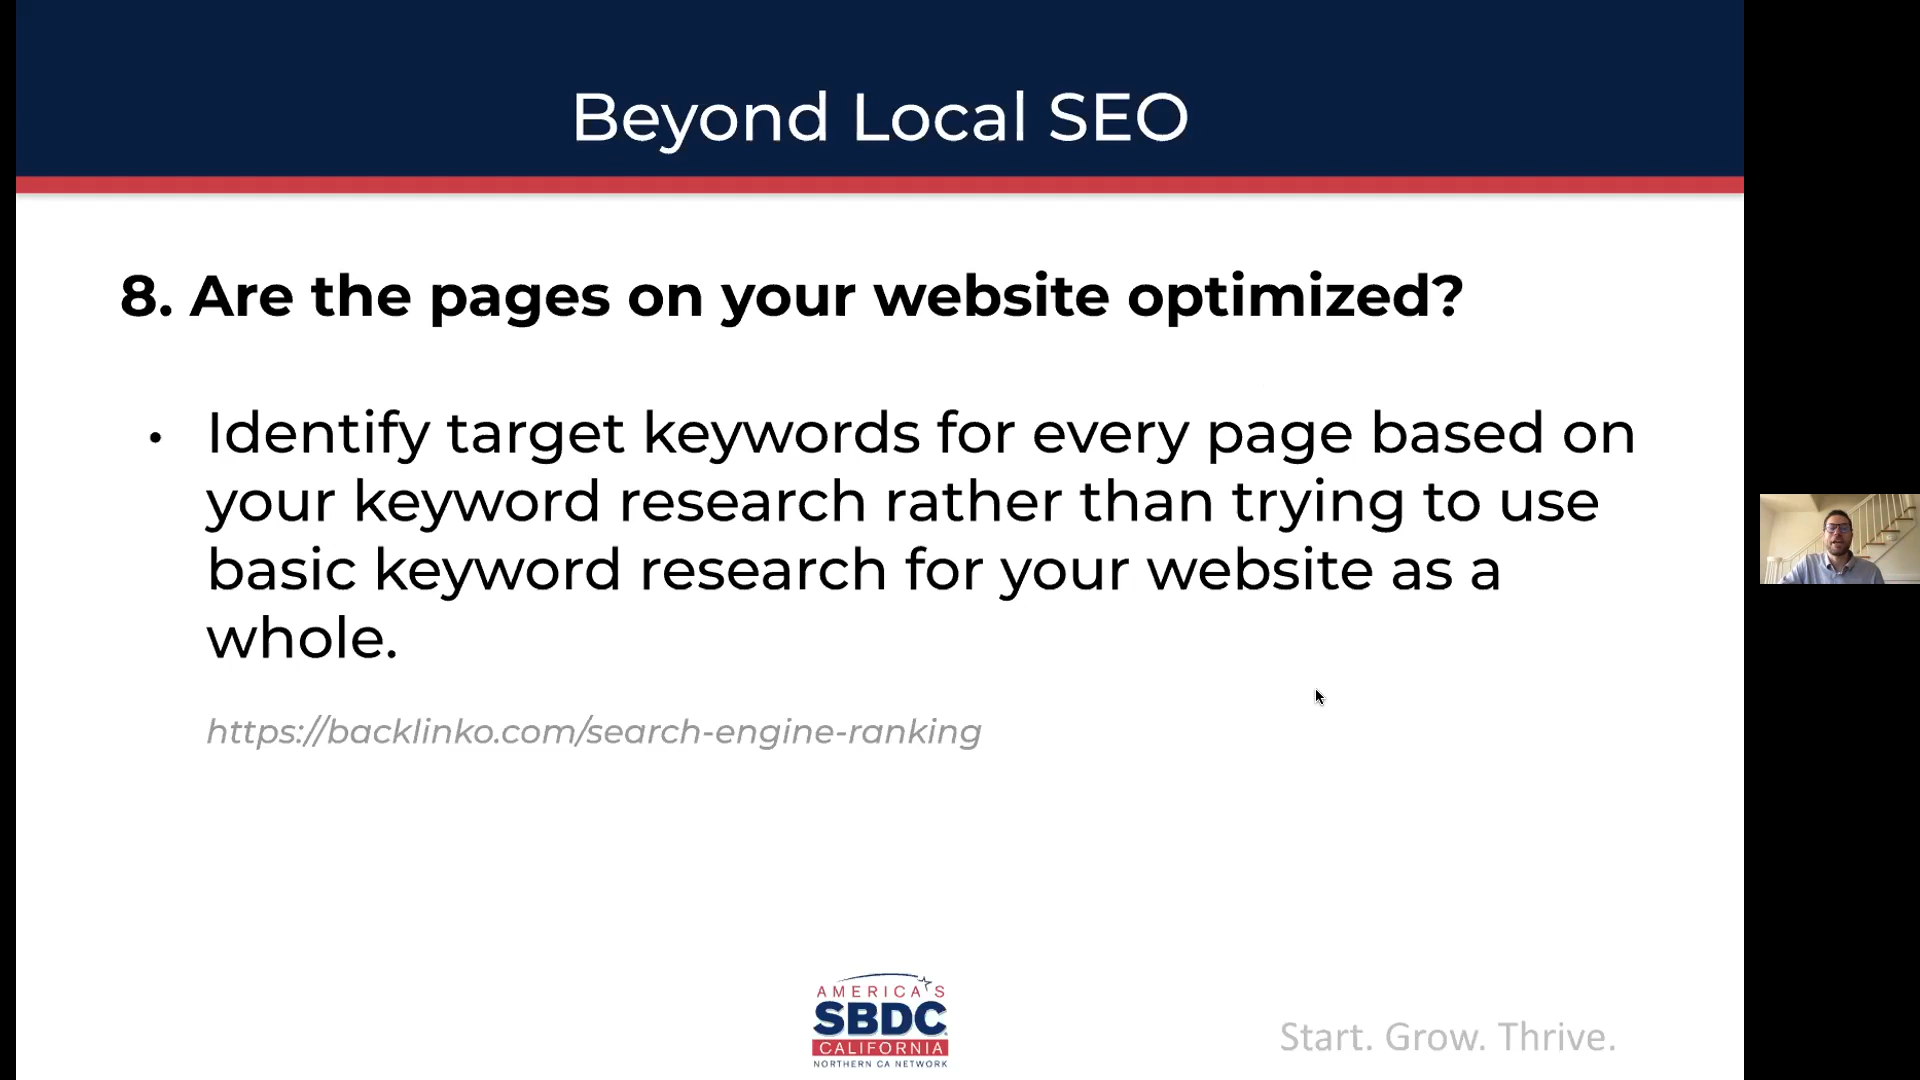 Beyond Local SEO
8. Are the pages on your website optimized?
• Identify target keywords for every page based on
your keyword research rather than trying to use
basic keyword research for your website as a
whole.
https://backlinko.com/search-engine-ranking
AMERICA'S
SBDC
CALIFORNIA
NORTHERN CA NETWORK
Start. Grow. Thrive.